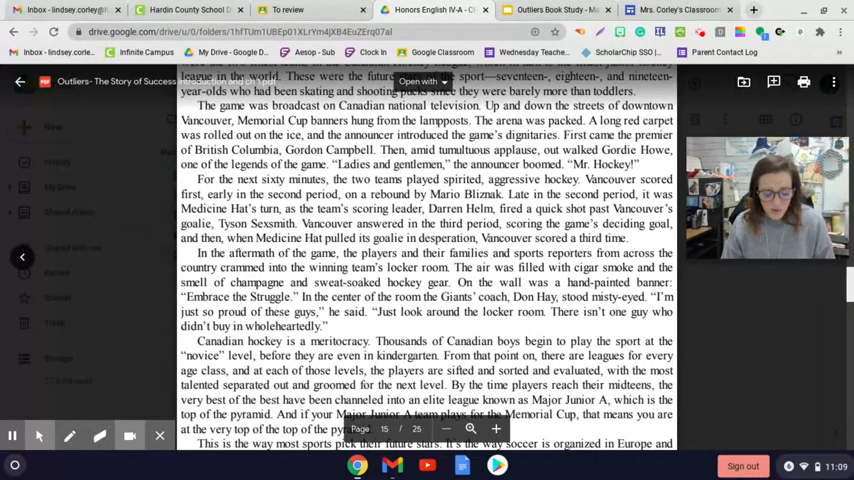 Inbox - lindsey.corley@
Hardin County School D
To review
Honors English IV-A - C
Outliers Book Study - M
Mrs. Corley's Classroom
drive.google.com/drive/u/0/folders/1hfTUm1UEBp01XLrYm4jXB4EuZErq07al
Inbox - lindsey.corl...
Infinite Campus
My Drive - Google D...
Aesop - Sub
Clock In
Google Classroom
Wednesday Teache...
ScholarChip SSO |...
Parent Contact Log
Outliers- The Story of Success
Open with
New
Priority
My Drive
Shared drives
Shared with me
Recent
Starred
Trash
Storage
league in the world. These were the future stars of the sport—seventeen-, eighteen-, and nineteen-
year-olds who had been skating and shooting pucks since they were barely more than toddlers.
The game was broadcast on Canadian national television. Up and down the streets of downtown
Vancouver, Memorial Cup banners hung from the lampposts. The arena was packed. A long red carpet
was rolled out on the ice, and the announcer introduced the game's dignitaries. First came the premier
of British Columbia, Gordon Campbell. Then, amid tumultuous applause, out walked Gordie Howe,
one of the legends of the game. “Ladies and gentlemen,” the announcer boomed. “Mr. Hockey!”
For the next sixty minutes, the two teams played spirited, aggressive hockey. Vancouver scored
first, early in the second period, on a rebound by Mario Bliznak. Late in the second period, it was
Medicine Hat's turn, as the team's scoring leader, Darren Helm, fired a quick shot past Vancouver's
goalie, Tyson Sexsmith. Vancouver answered in the third period, scoring the game's deciding goal,
and then, when Medicine Hat pulled its goalie in desperation, Vancouver scored a third time.
In the aftermath of the game, the players and their families and sports reporters from across the
country crammed into the winning team's locker room. The air was filled with cigar smoke and the
smell of champagne and sweat-soaked hockey gear. On the wall was a hand-painted banner:
“Embrace the Struggle.” In the center of the room the Giants' coach, Don Hay, stood misty-eyed. “I'm
just so proud of these guys,” he said. “Just look around the locker room. There isn't one guy who
didn't buy in wholeheartedly.”
Canadian hockey is a meritocracy. Thousands of Canadian boys begin to play the sport at the
“novice” level, before they are even in kindergarten. From that point on, there are leagues for every
age class, and at each of those levels, the players are sifted and sorted and evaluated, with the most
talented separated out and groomed for the next level. By the time players reach their midteens, the
very best of the best have been channeled into an elite league known as Major Junior A, which is the
top of the pyramid. And if your Major Junior A team plays for the Memorial Cup, that means you are
at the very top of the top of the pyramid.
This is the way most sports pick their future stars. It's the way soccer is organized in Europe and
Page 15 / 25
Sign out
11:09